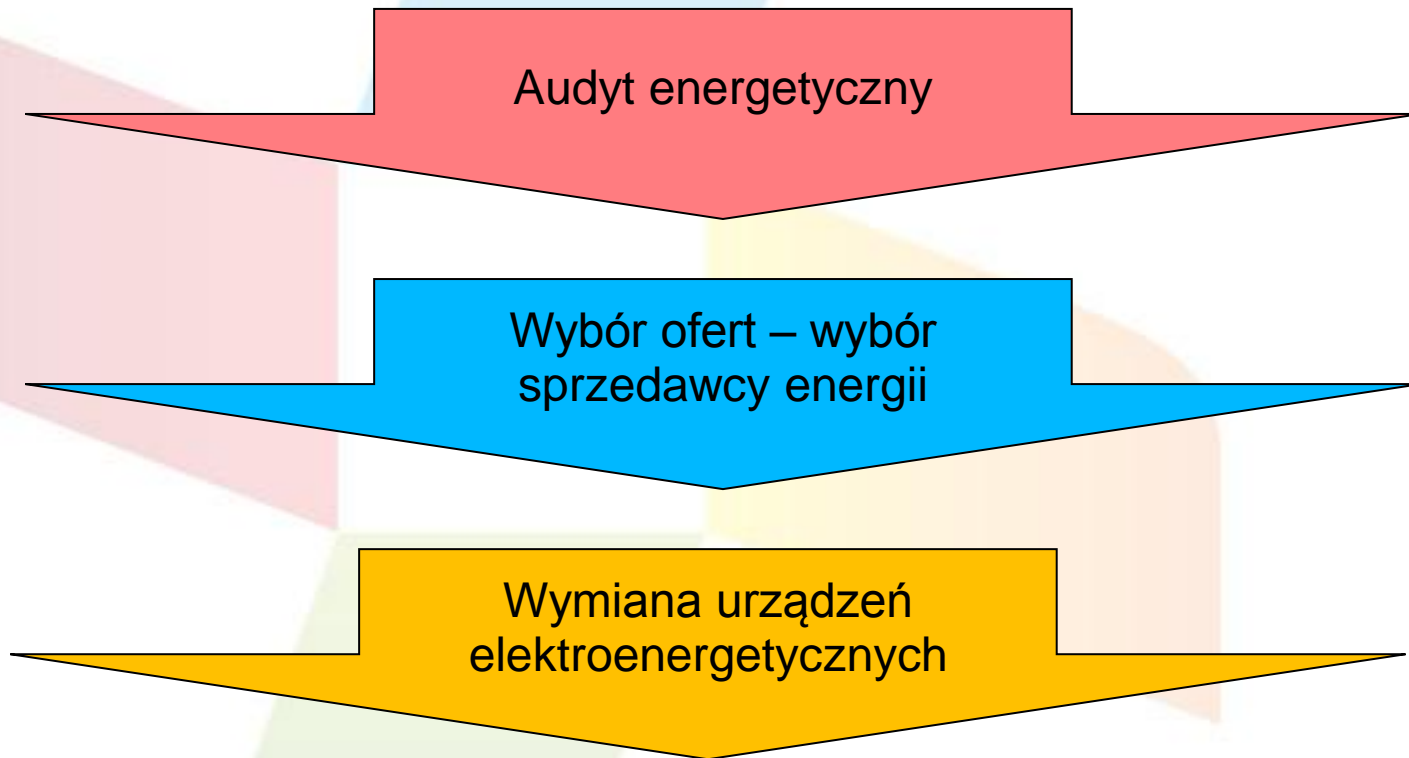 Audyt energetyczny
Wybór ofert – wybór
sprzedawcy energii
Wymiana urządzeń
elektroenergetycznych